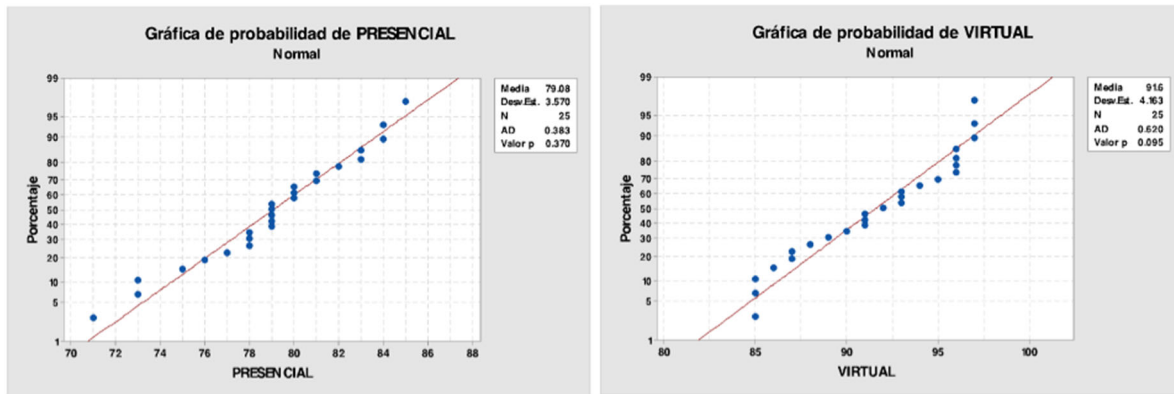 Gráfica de probabilidad de PRESENCIAL
Normal
99
95
90
80
70
60
50
40
30
20
10
5
1
Porcentaje
70 72 74 76 78 80 82 84 86 88
PRESENCIAL
Media 79.08
Desv.Est. 3.570
N 25
AD 0.383
Valor p 0.370
Gráfica de probabilidad de VIRTUAL
Normal
99
95
90
80
70
60
50
40
30
20
10
5
1
Porcentaje
80 85 90 95 100
VIRTUAL
Media 91.6
Desv.Est. 4.163
N 25
AD 0.620
Valor p 0.095